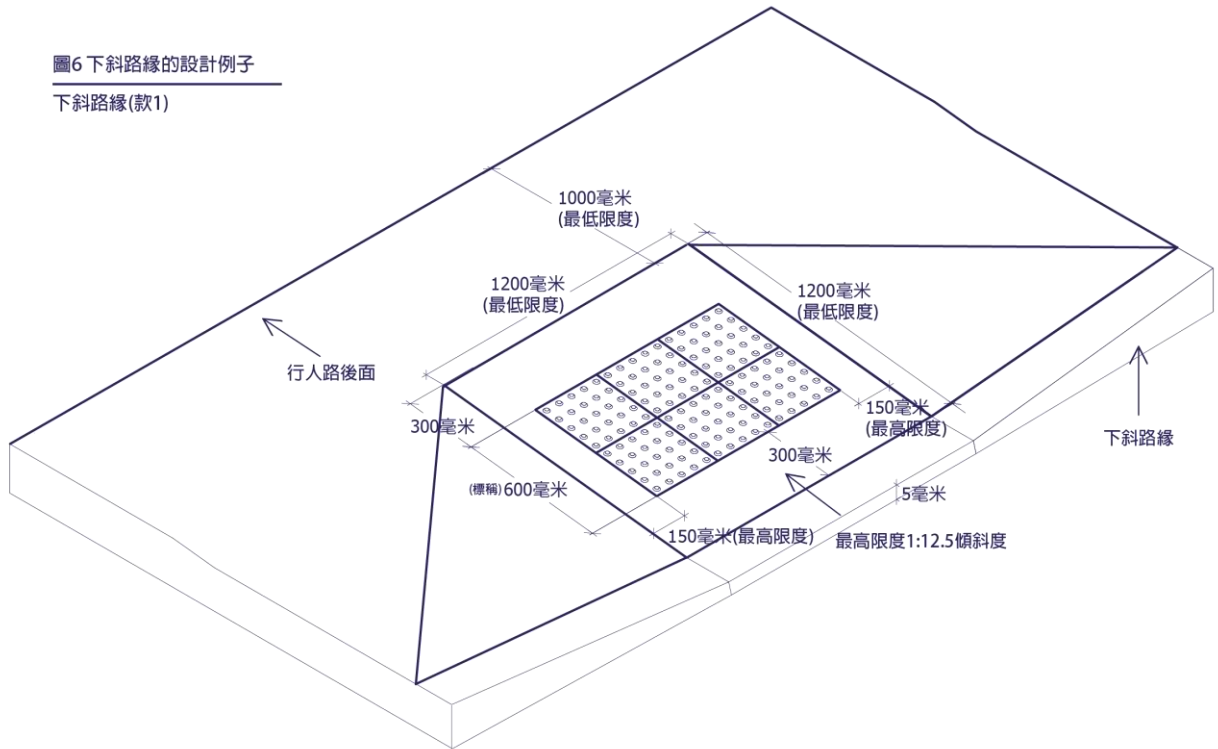 圖6 下斜路緣的設計例子
下斜路緣(款1)
1000毫米
(最低限度)
1200毫米
(最低限度)
1200毫米
(最低限度)
行人路後面
300毫米
150毫米
(最高限度)
下斜路緣
300毫米
(標稱)600毫米
5毫米
150毫米(最高限度)
最高限度1:12.5傾斜度